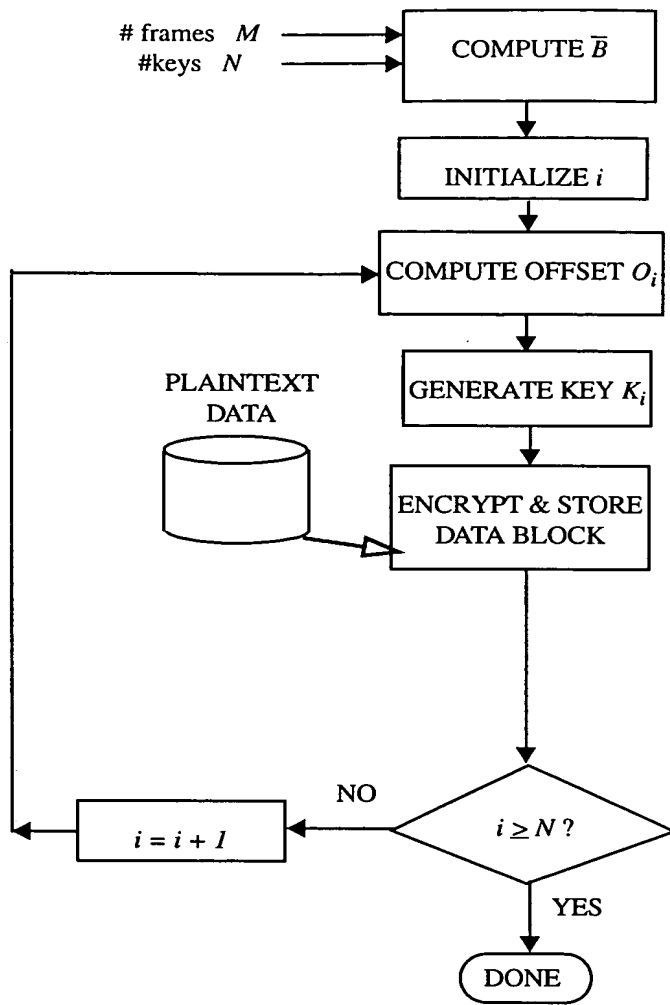 # frames M
#keys N
COMPUTE B̅
INITIALIZE i
COMPUTE OFFSET Oᵢ
GENERATE KEY Kᵢ
PLAINTEXT
DATA
ENCRYPT & STORE
DATA BLOCK
NO
i = i + 1
i ≥ N ?
YES
DONE